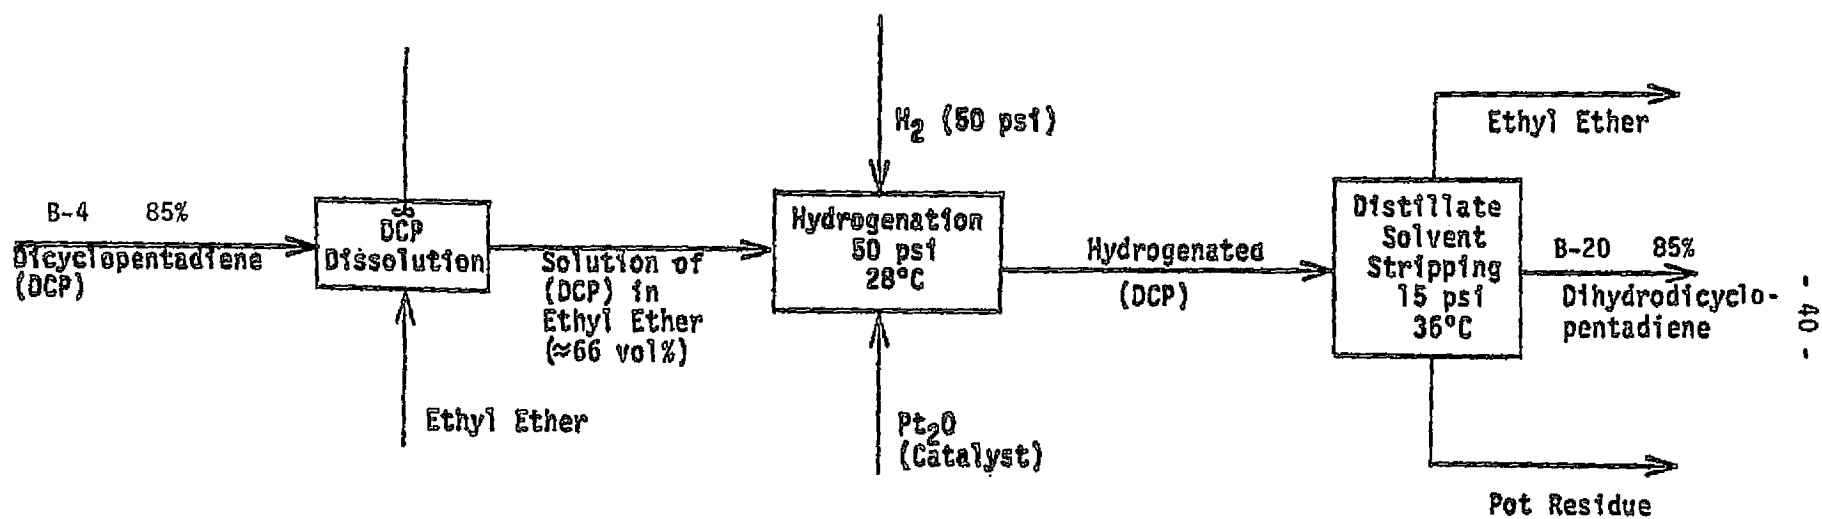 B-4 85%
Dicyclopentadiene
(DCP)
DCP
Dissolution
Ethyl Ether
Solution of
(DCP) in
Ethyl Ether
(≈66 vol%)
H2 (50 psi)
Hydrogenation
50 psi
28°C
Pt2O
(Catalyst)
Hydrogenated
(DCP)
Distillate
Solvent
Stripping
15 psi
36°C
Ethyl Ether
B-20 85%
Dihydrodicyclo-
pentadiene
Pot Residue
- 40 -